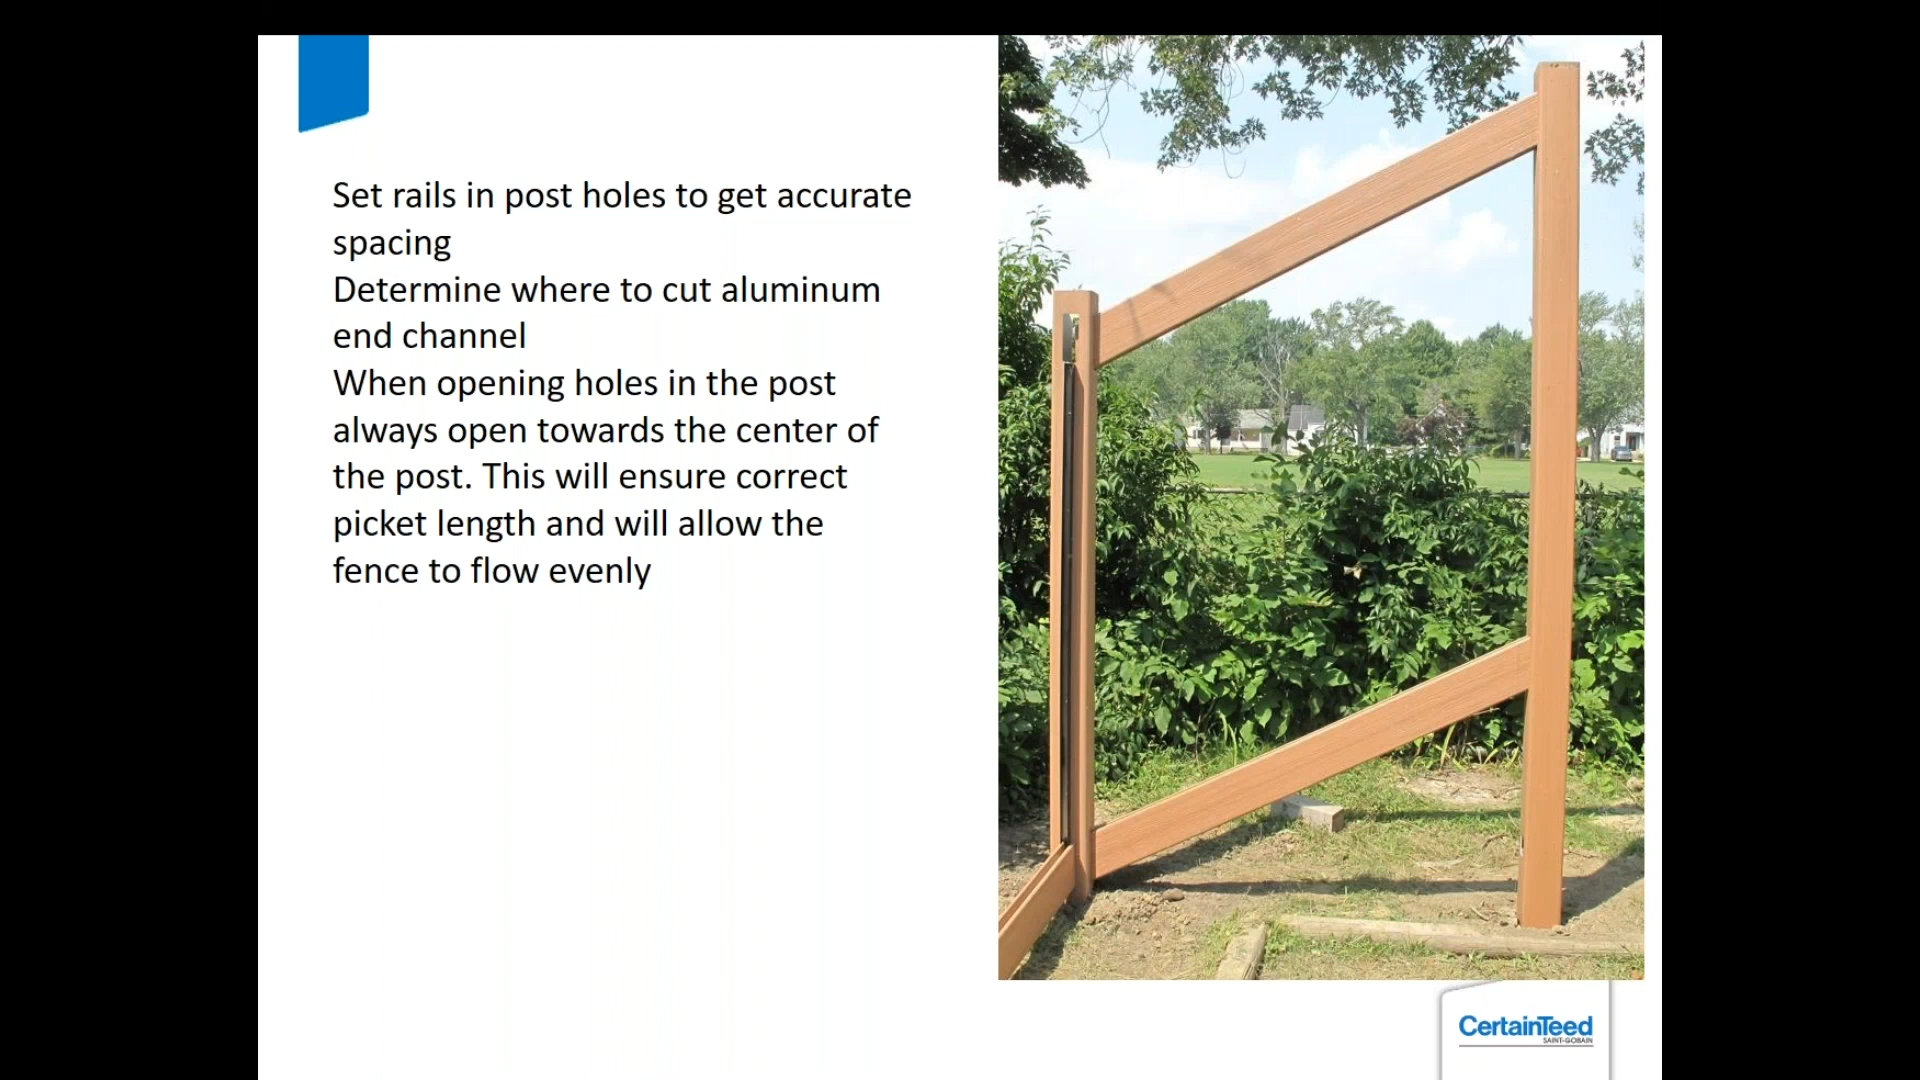 Set rails in post holes to get accurate
spacing
Determine where to cut aluminum
end channel
When opening holes in the post
always open towards the center of
the post. This will ensure correct
picket length and will allow the
fence to flow evenly
CertainTeed
SAINT-GOBAIN